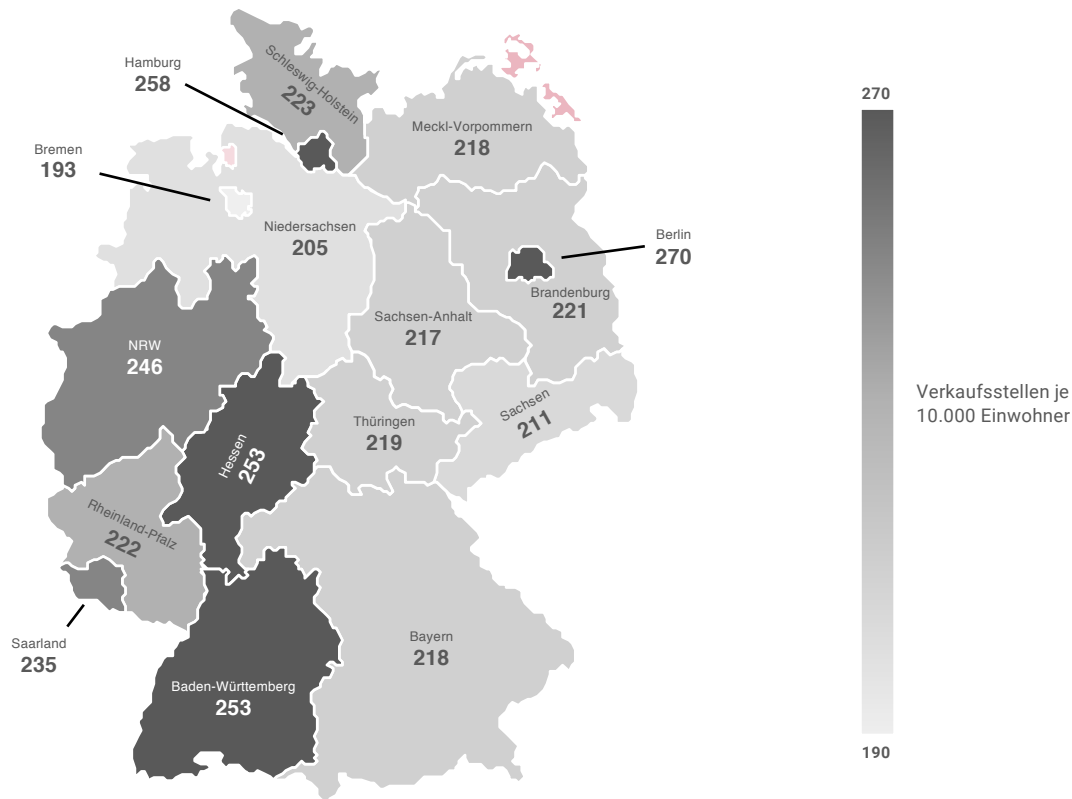 Hamburg
258
Schleswig-Holstein
223
Meckl-Vorpommern
218
Bremen
193
Niedersachsen
205
Berlin
270
Brandenburg
221
Sachsen-Anhalt
217
NRW
246
Sachsen
211
Thüringen
219
Hessen
253
Rheinland-Pfalz
222
Saarland
235
Bayern
218
Baden-Württemberg
253
270
Verkaufsstellen je
10.000 Einwohner
190